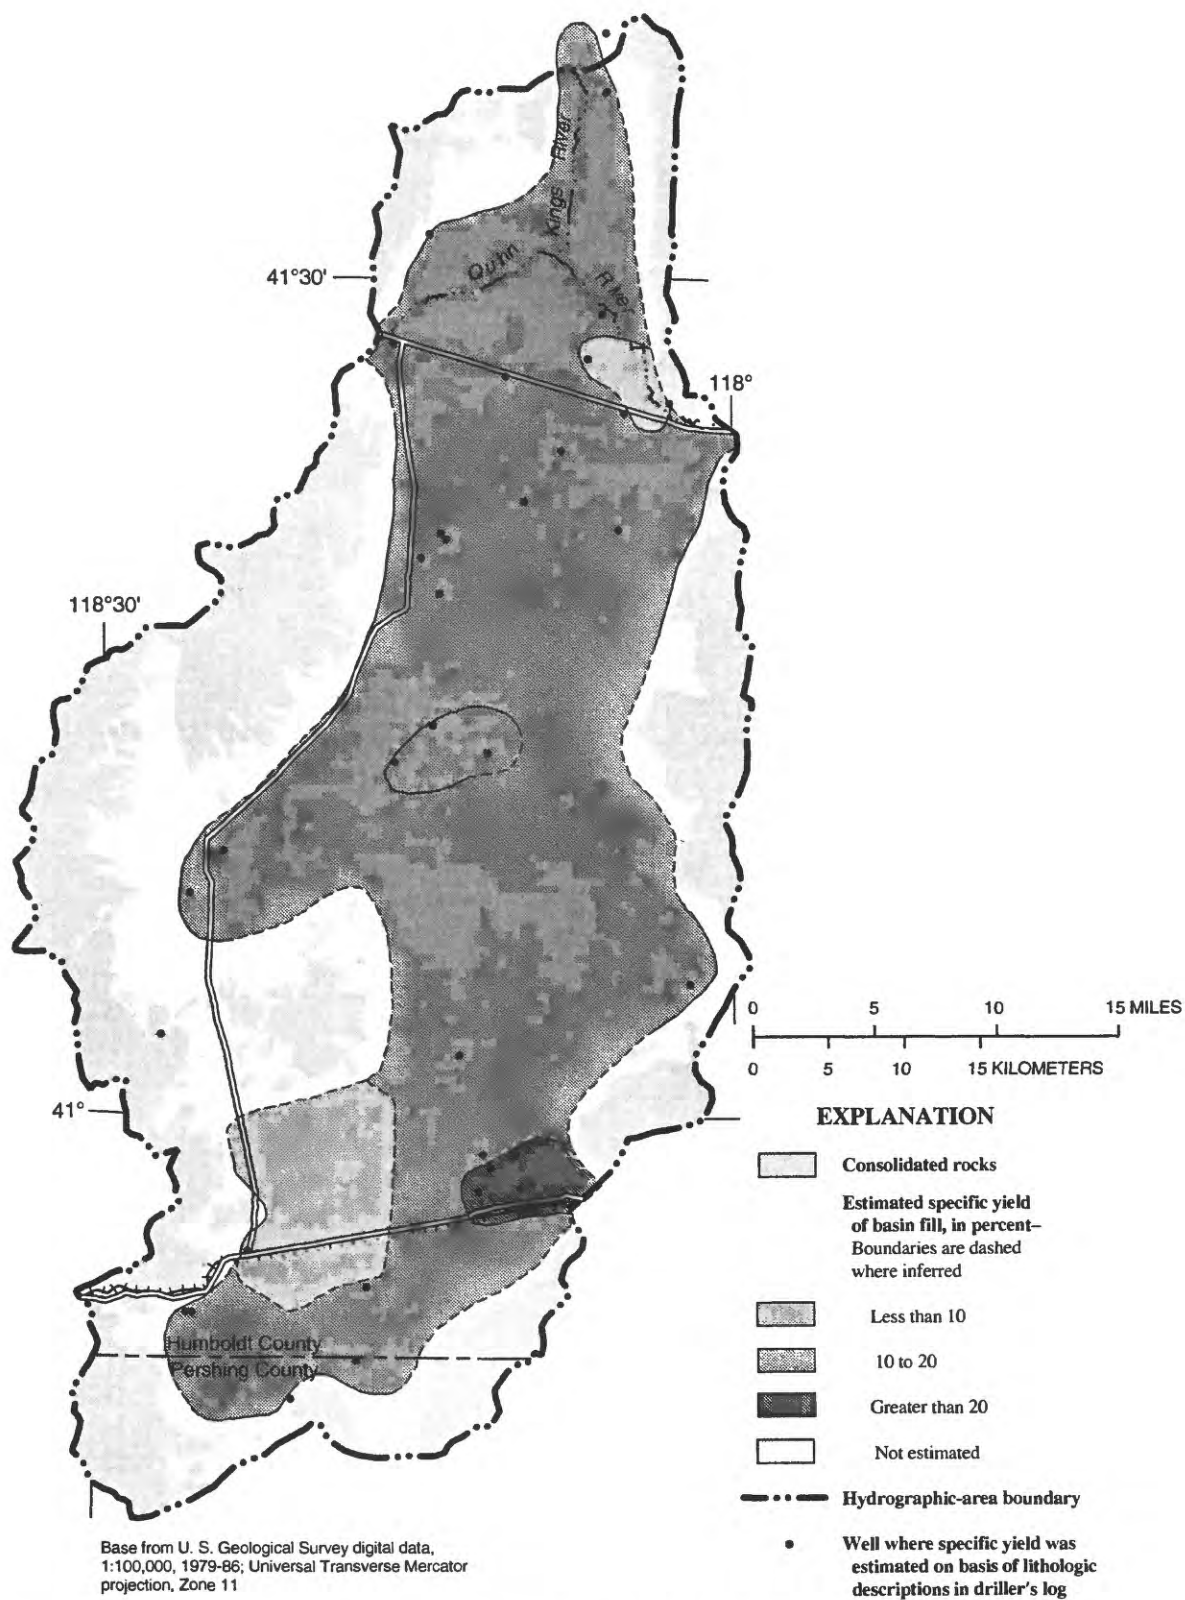 River
Kings
Quinn
River
41°30'
118°
118°30'
0 5 10 15 MILES
0 5 10 15 KILOMETERS
41°
EXPLANATION
Consolidated rocks
Estimated specific yield
of basin fill, in percent–
Boundaries are dashed
where inferred
Less than 10
10 to 20
Greater than 20
Not estimated
Hydrographic-area boundary
Well where specific yield was
estimated on basis of lithologic
descriptions in driller's log
Humboldt County
Pershing County
Base from U. S. Geological Survey digital data,
1:100,000, 1979-86; Universal Transverse Mercator
projection, Zone 11